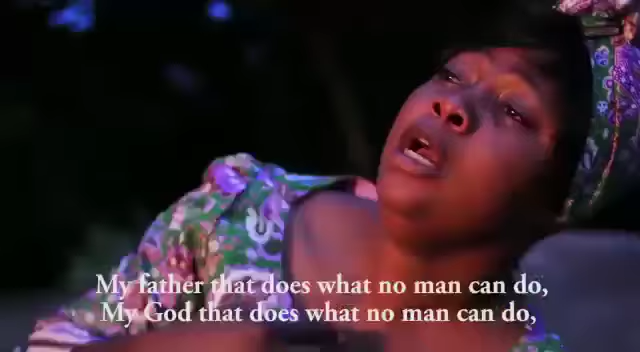 My father that does what no man can do,
My God that does what no man can do,